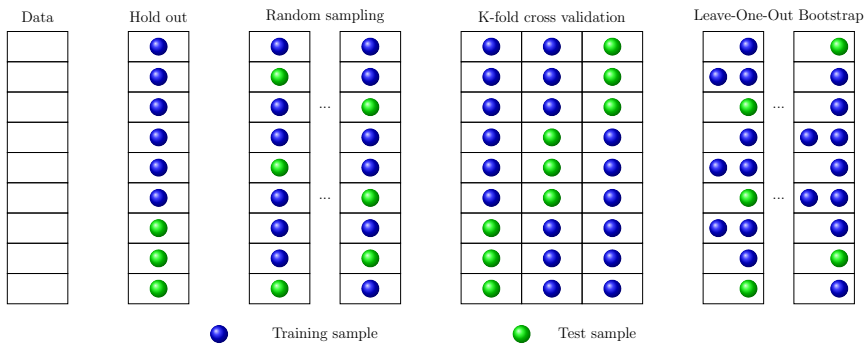 Data Hold out Random sampling K-fold cross validation Leave-One-Out Bootstrap
... ...
... ...
Training sample Test sample